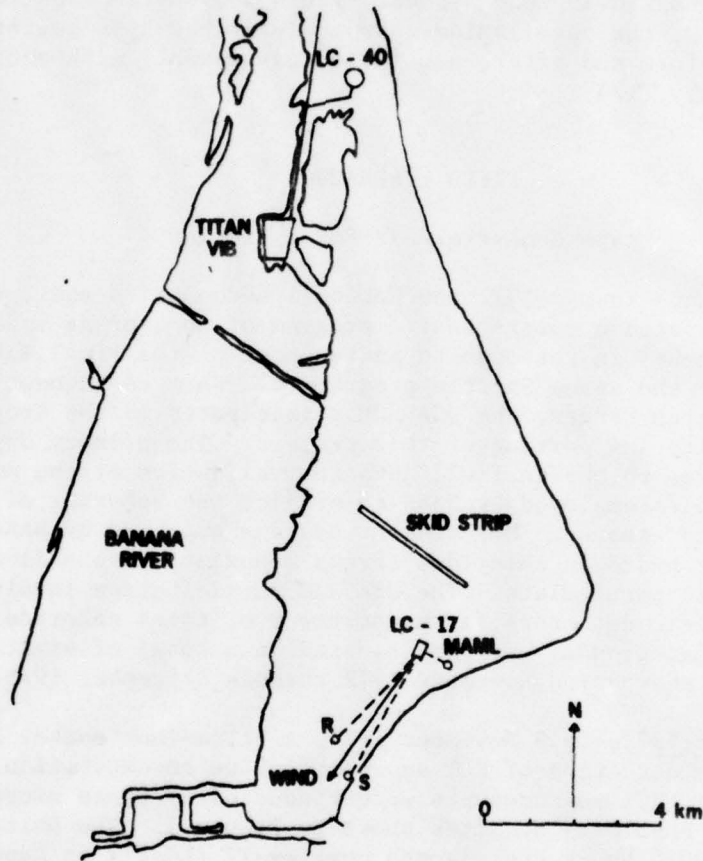 LC - 40
TITAN
VIB
BANANA
RIVER
SKID STRIP
LC - 17
MAML
R
WIND
S
N
0 4 km